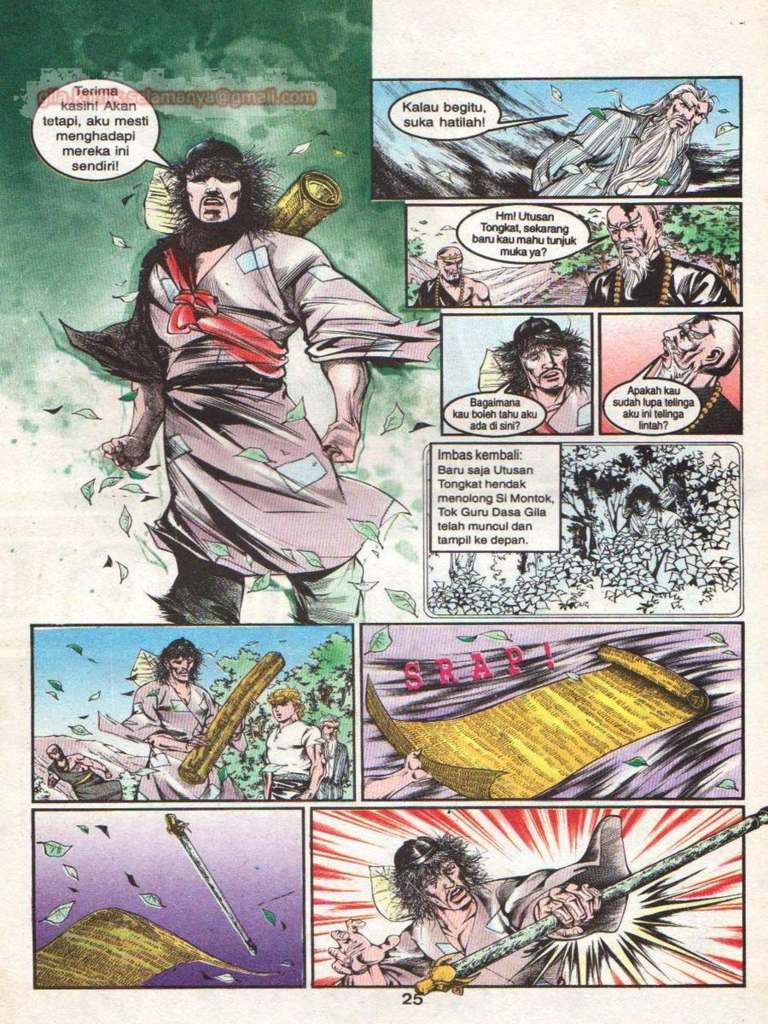 Terima
kasih! Akan
tetapi, aku mesti
menghadapi
mereka ini
sendiri!
Kalau begitu,
suka hatilah!
Hm! Utusan
Tongkat, sekarang
baru kau mahu tunjuk
muka ya?
Bagaimana
kau boleh tahu aku
ada di sini?
Apakah kau
sudah lupa telinga
aku ini telinga
lintah?
Imbas kembali:
Baru saja Utusan
Tongkat hendak
menolong Si Montok,
Tok Guru Dasa Gila
telah muncul dan
tampil ke depan.
SRAP!
25